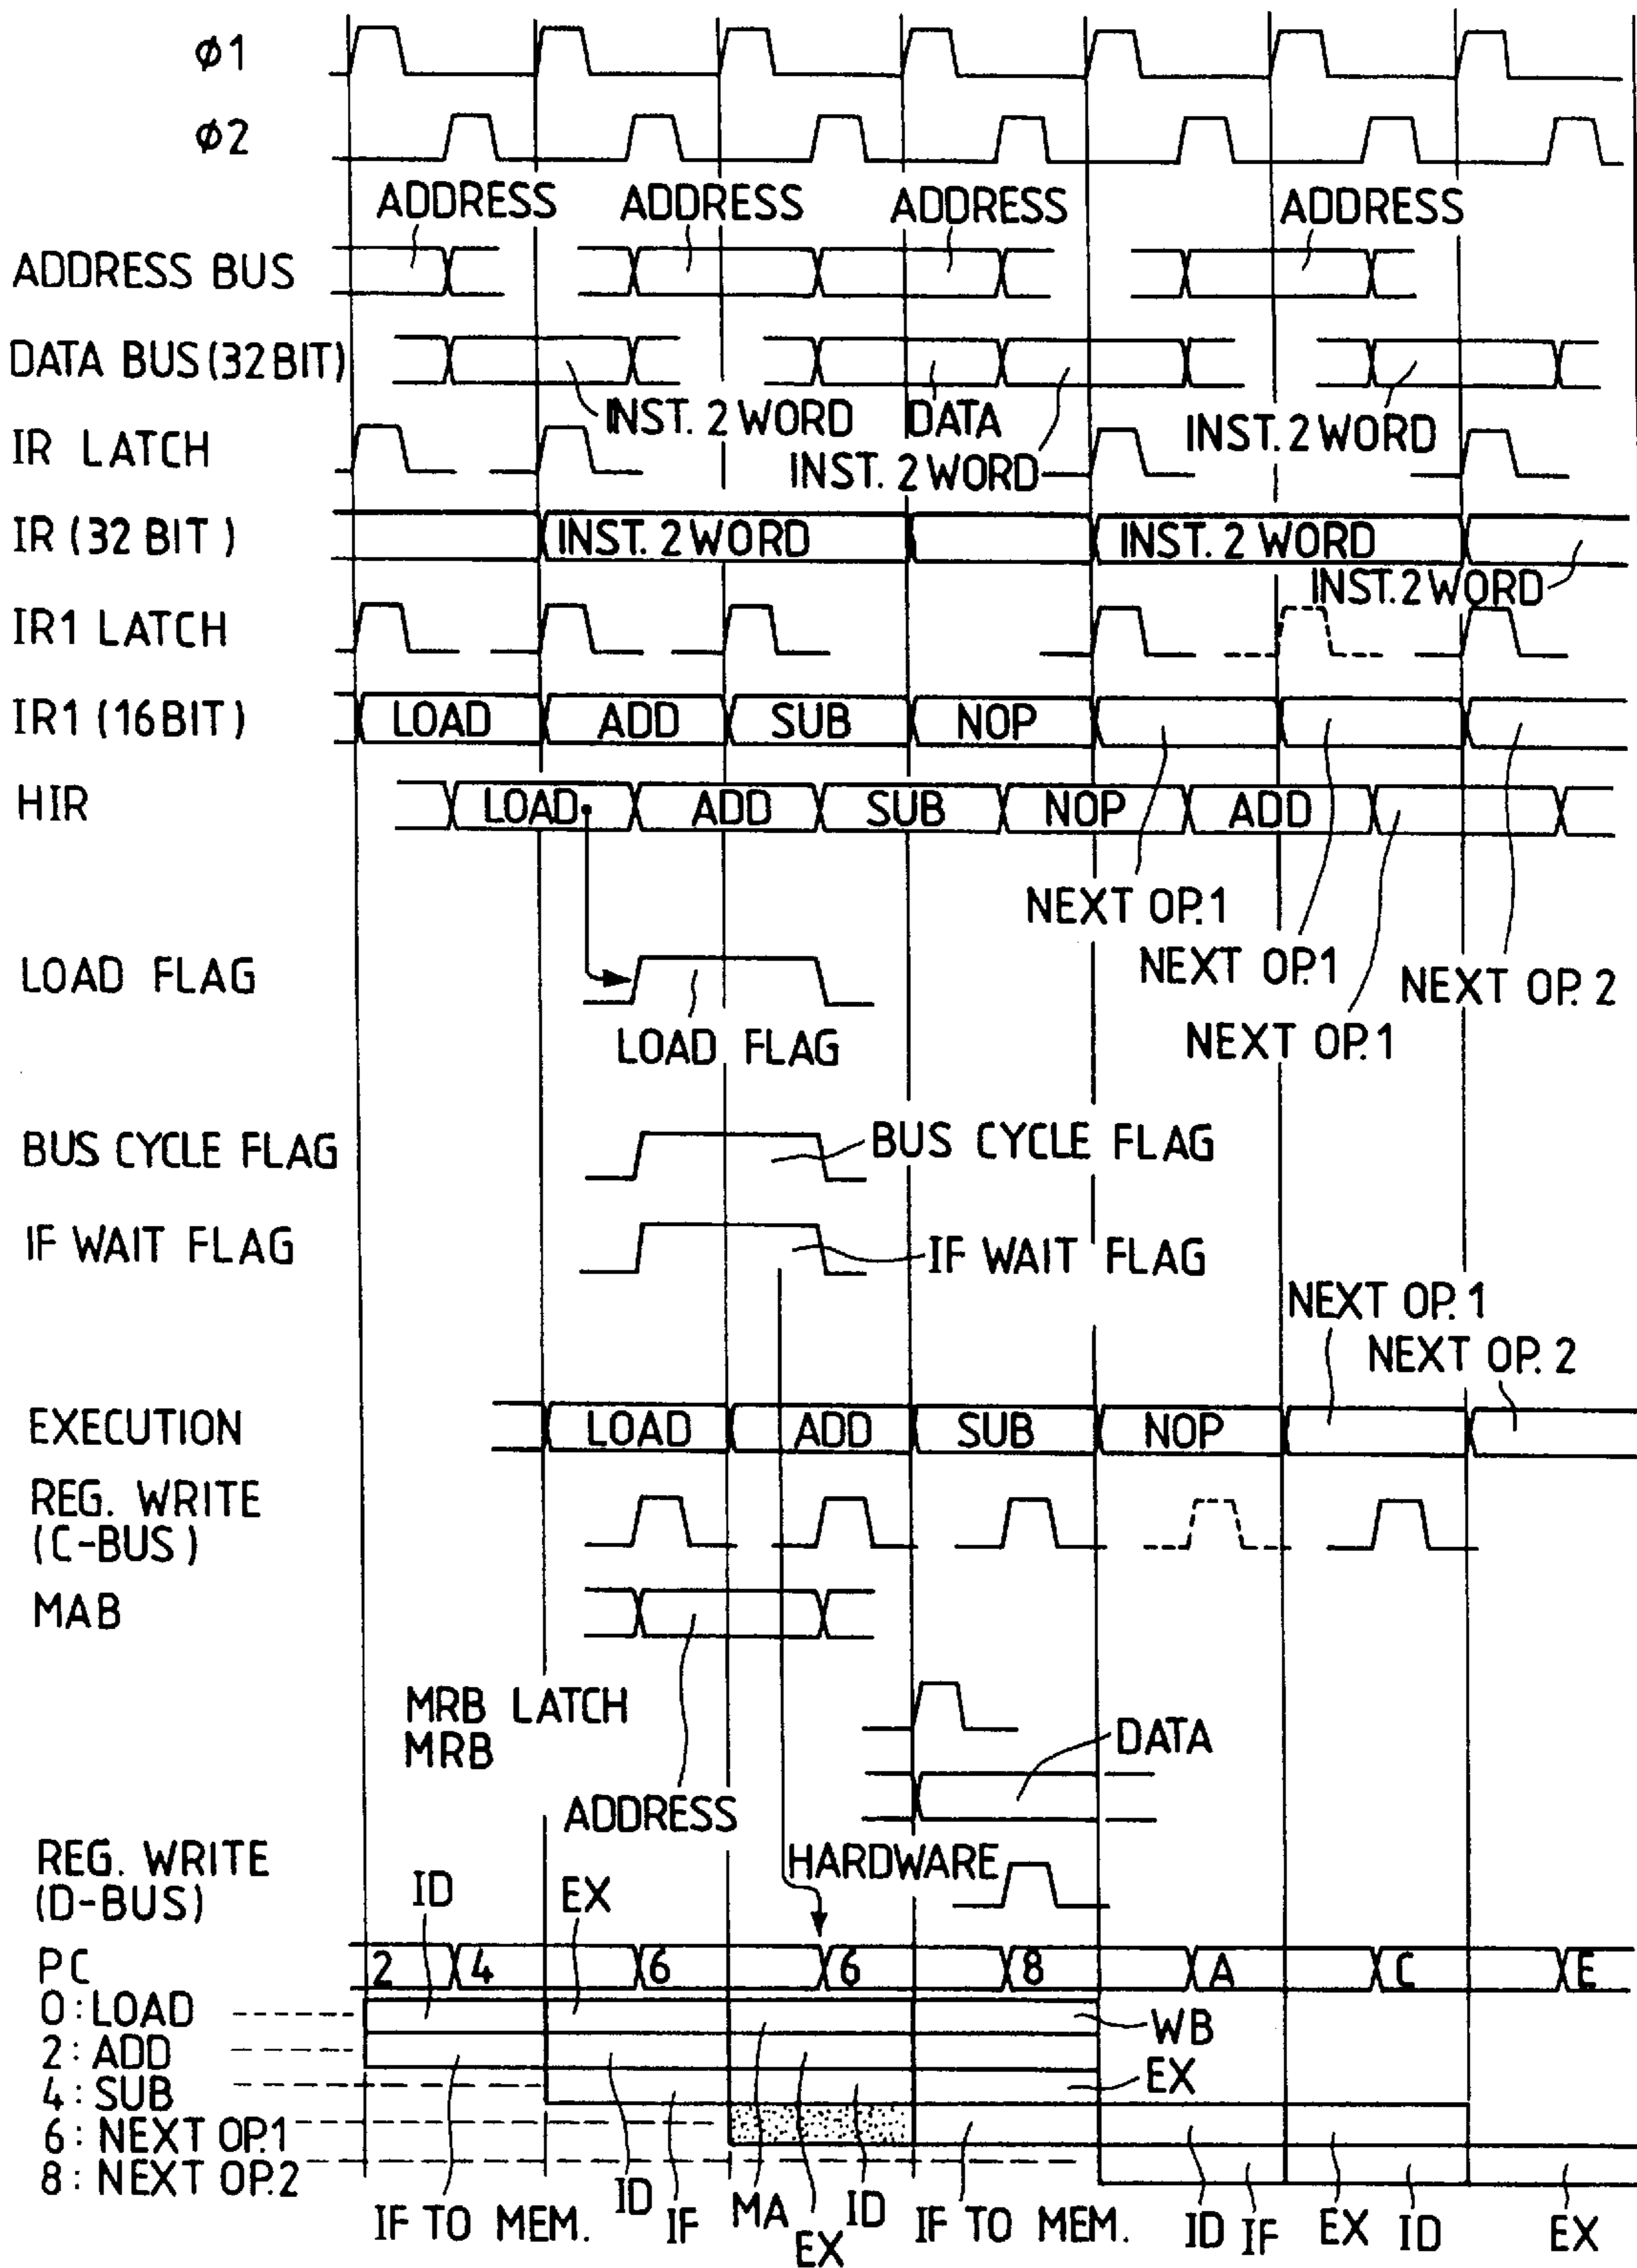 φ1
φ2
ADDRESS ADDRESS ADDRESS ADDRESS
ADDRESS BUS
DATA BUS (32 BIT)
INST. 2 WORD DATA INST. 2 WORD
IR LATCH
INST. 2 WORD
IR (32 BIT) INST. 2 WORD INST. 2 WORD
INST. 2 WORD
IR1 LATCH
IR1 (16 BIT) LOAD ADD SUB NOP
HIR LOAD ADD SUB NOP ADD
NEXT OP.1
NEXT OP.1
NEXT OP. 2
NEXT OP.1
LOAD FLAG
LOAD FLAG
BUS CYCLE FLAG BUS CYCLE FLAG
IF WAIT FLAG IF WAIT FLAG
NEXT OP. 1
NEXT OP. 2
EXECUTION LOAD ADD SUB NOP
REG. WRITE
(C-BUS)
MAB
MRB LATCH
MRB
DATA
ADDRESS
REG. WRITE
(D-BUS)
HARDWARE
ID EX
PC 2 4 6 6 8 A C E
0 : LOAD WB
2 : ADD
4 : SUB EX
6 : NEXT OP.1
8 : NEXT OP.2
IF TO MEM. ID IF MA EX ID IF TO MEM. ID IF EX ID EX